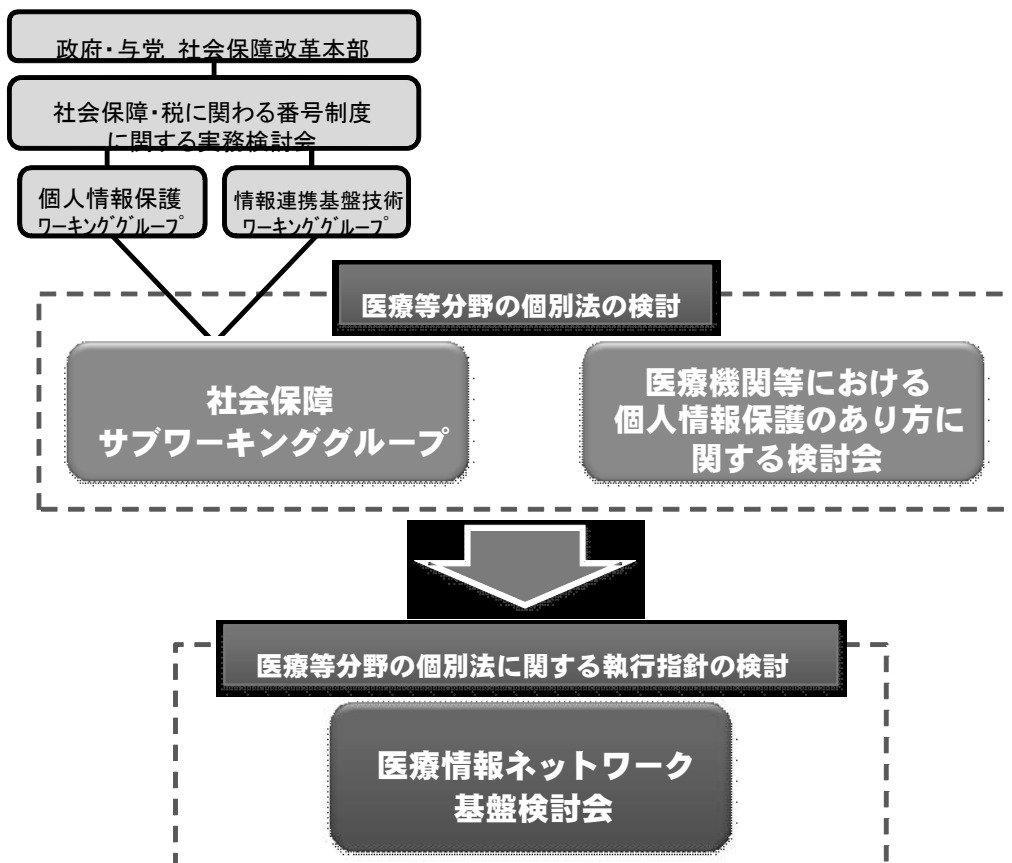 政府・与党 社会保障改革本部
社会保障・税に関わる番号制度
に関する実務検討会
個人情報保護
ワーキンググループ
情報連携基盤技術
ワーキンググループ
医療等分野の個別法の検討
社会保障
サブワーキンググループ
医療機関等における
個人情報保護のあり方に
関する検討会
医療等分野の個別法に関する執行指針の検討
医療情報ネットワーク
基盤検討会